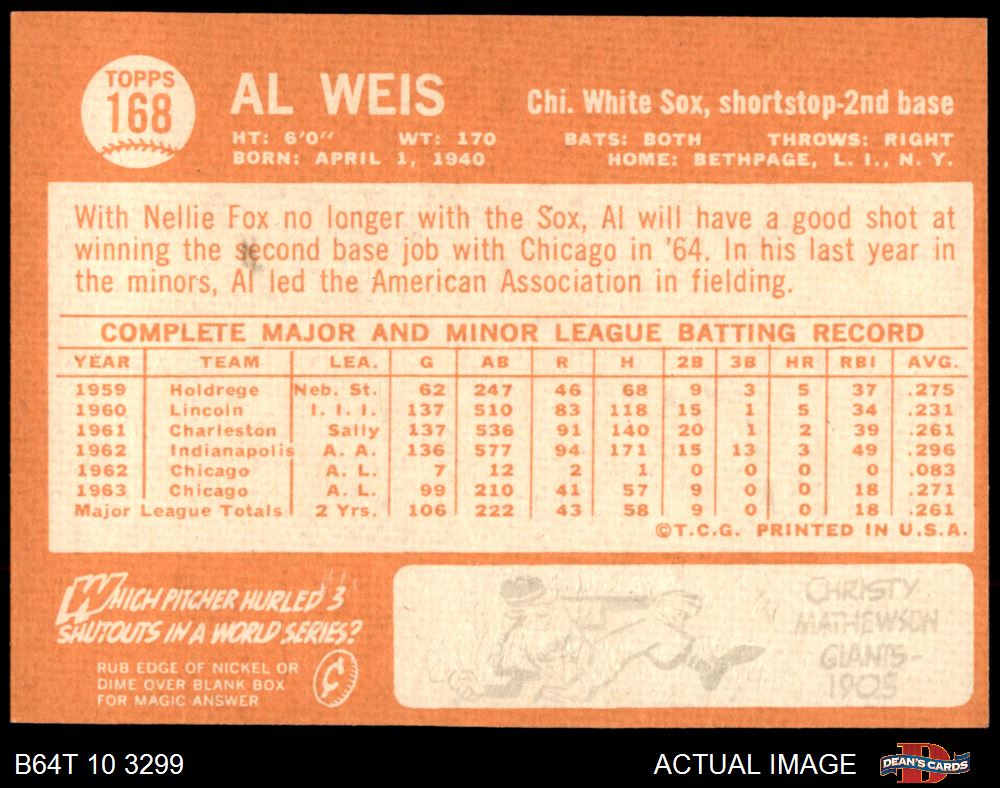 TOPPS
168
AL WEIS
Chi. White Sox, shortstop-2nd base
HT: 6'0" WT: 170 BATS: BOTH THROWS: RIGHT
BORN: APRIL 1, 1940 HOME: BETHPAGE, L. I., N. Y.
With Nellie Fox no longer with the Sox, Al will have a good shot at
winning the second base job with Chicago in '64. In his last year in
the minors, Al led the American Association in fielding.
COMPLETE MAJOR AND MINOR LEAGUE BATTING RECORD
YEAR TEAM LEA. G AB R H 2B 3B HR RBI AVG.
1959 Holdrege Neb. St. 62 247 46 68 9 3 5 37 .275
1960 Lincoln I. I. I. 137 510 83 118 15 1 5 34 .231
1961 Charleston Sally 137 536 91 140 20 1 2 39 .261
1962 Indianapolis A. A. 136 577 94 171 15 13 3 49 .296
1962 Chicago A. L. 7 12 2 1 0 0 0 0 .083
1963 Chicago A. L. 99 210 41 57 9 0 0 18 .271
Major League Totals 2 Yrs. 106 222 43 58 9 0 0 18 .261
©T.C.G. PRINTED IN U.S.A.
WHICH PITCHER HURLED 3
SHUTOUTS IN A WORLD SERIES?
RUB EDGE OF NICKEL OR
DIME OVER BLANK BOX
FOR MAGIC ANSWER
¢
CHRISTY
MATHEWSON
GIANTS-
1905
B64T 10 3299
ACTUAL IMAGE
DEAN'S CARDS